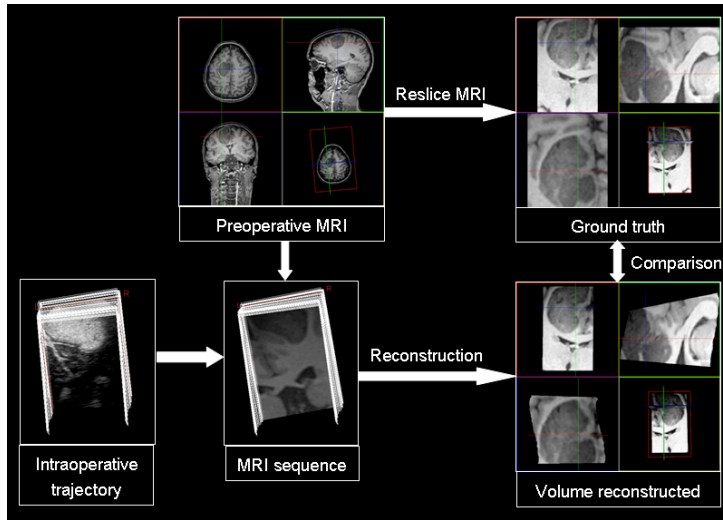 Reslice MRI
Preoperative MRI
Ground truth
Comparison
R
Reconstruction
Intraoperative
trajectory
MRI sequence
Volume reconstructed